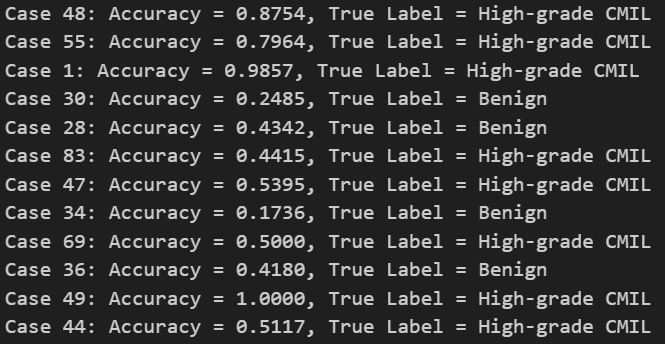 Case 48: Accuracy = 0.8754, True Label = High-grade CMIL
Case 55: Accuracy = 0.7964, True Label = High-grade CMIL
Case 1: Accuracy = 0.9857, True Label = High-grade CMIL
Case 30: Accuracy = 0.2485, True Label = Benign
Case 28: Accuracy = 0.4342, True Label = Benign
Case 83: Accuracy = 0.4415, True Label = High-grade CMIL
Case 47: Accuracy = 0.5395, True Label = High-grade CMIL
Case 34: Accuracy = 0.1736, True Label = Benign
Case 69: Accuracy = 0.5000, True Label = High-grade CMIL
Case 36: Accuracy = 0.4180, True Label = Benign
Case 49: Accuracy = 1.0000, True Label = High-grade CMIL
Case 44: Accuracy = 0.5117, True Label = High-grade CMIL